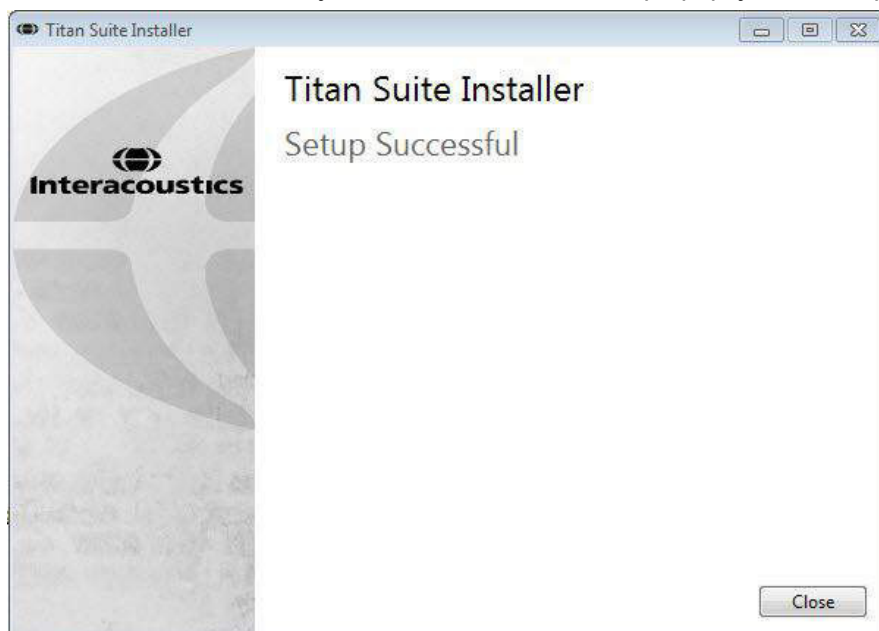 Titan Suite Installer
Titan Suite Installer
Setup Successful
Interacoustics
Close